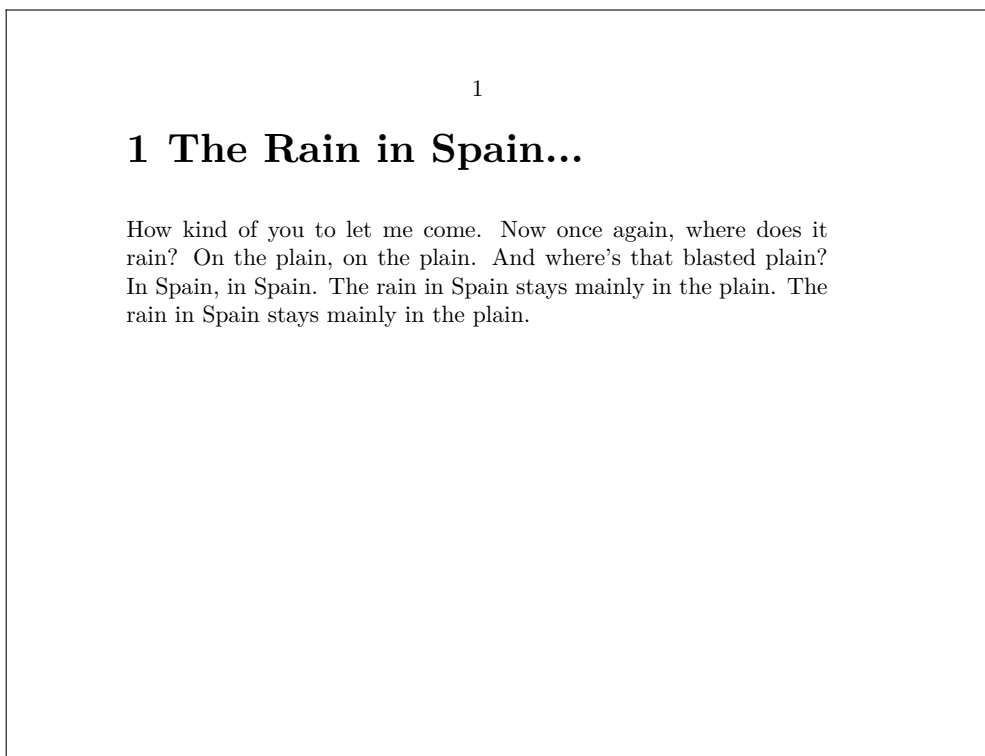 1
1 The Rain in Spain...
How kind of you to let me come. Now once again, where does it
rain? On the plain, on the plain. And where's that blasted plain?
In Spain, in Spain. The rain in Spain stays mainly in the plain. The
rain in Spain stays mainly in the plain.